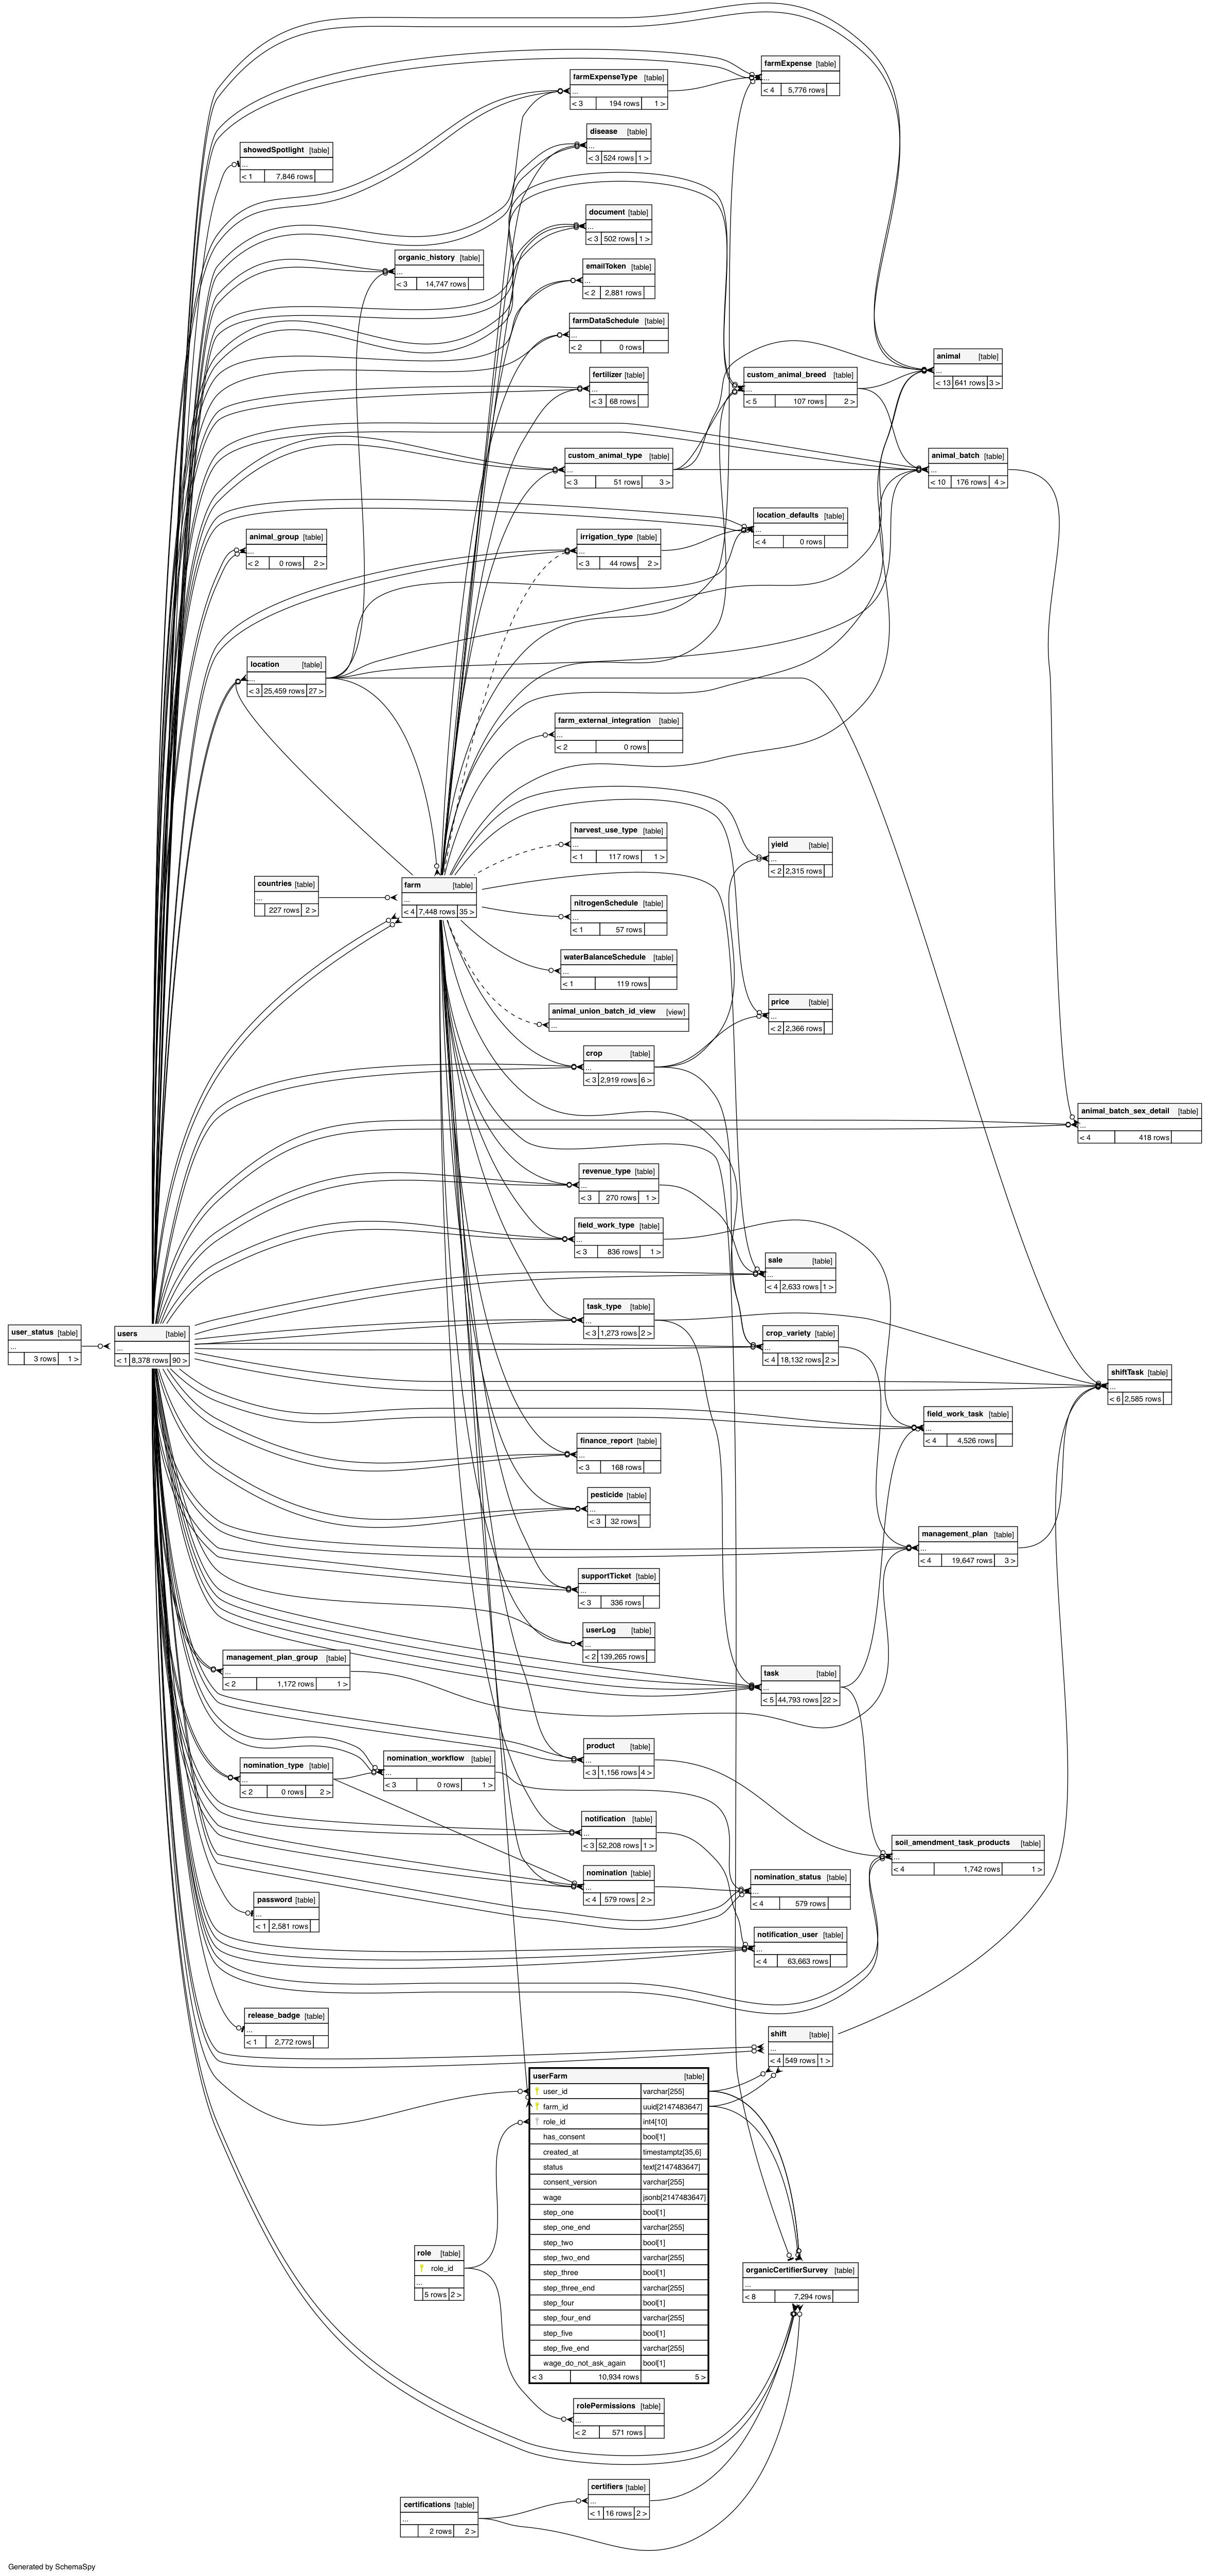 farmExpense [table]
...
< 4 5,776 rows
farmExpenseType [table]
...
< 3 194 rows 1 >
disease [table]
...
< 3 524 rows 1 >
showedSpotlight [table]
...
< 1 7,846 rows
document [table]
...
< 3 502 rows 1 >
organic_history [table]
...
< 3 14,747 rows
emailToken [table]
...
< 2 2,881 rows
farmDataSchedule [table]
...
< 2 0 rows
animal [table]
...
< 13 641 rows 3 >
fertilizer [table]
...
< 3 68 rows
custom_animal_breed [table]
...
< 5 107 rows 2 >
custom_animal_type [table]
...
< 3 51 rows 3 >
animal_batch [table]
...
< 10 176 rows 4 >
location_defaults [table]
...
< 4 0 rows
animal_group [table]
...
< 2 0 rows 2 >
irrigation_type [table]
...
< 3 44 rows 2 >
location [table]
...
< 3 25,459 rows 27 >
farm_external_integration [table]
...
< 2 0 rows
harvest_use_type [table]
...
< 1 117 rows 1 >
yield [table]
...
< 2 2,315 rows
countries [table]
...
227 rows 2 >
farm [table]
...
< 4 7,448 rows 35 >
nitrogenSchedule [table]
...
< 1 57 rows
waterBalanceSchedule [table]
...
< 1 119 rows
price [table]
...
< 2 2,366 rows
animal_union_batch_id_view [view]
...
crop [table]
...
< 3 2,919 rows 6 >
animal_batch_sex_detail [table]
...
< 4 418 rows
revenue_type [table]
...
< 3 270 rows 1 >
field_work_type [table]
...
< 3 836 rows 1 >
sale [table]
...
< 4 2,633 rows 1 >
task_type [table]
...
< 3 1,273 rows 2 >
user_status [table]
...
3 rows 1 >
users [table]
...
< 1 8,378 rows 90 >
crop_variety [table]
...
< 4 18,132 rows 2 >
shiftTask [table]
...
< 6 2,585 rows
field_work_task [table]
...
< 4 4,526 rows
finance_report [table]
...
< 3 168 rows
pesticide [table]
...
< 3 32 rows
management_plan [table]
...
< 4 19,647 rows 3 >
supportTicket [table]
...
< 3 336 rows
userLog [table]
...
< 2 139,265 rows
management_plan_group [table]
...
< 2 1,172 rows 1 >
task [table]
...
< 5 44,793 rows 22 >
product [table]
...
< 3 1,156 rows 4 >
nomination_type [table]
...
< 2 0 rows 2 >
nomination_workflow [table]
...
< 3 0 rows 1 >
notification [table]
...
< 3 52,208 rows 1 >
soil_amendment_task_products [table]
...
< 4 1,742 rows 1 >
nomination [table]
...
< 4 579 rows 2 >
nomination_status [table]
...
< 4 579 rows
password [table]
...
< 1 2,581 rows
notification_user [table]
...
< 4 63,663 rows
release_badge [table]
...
< 1 2,772 rows
shift [table]
...
< 4 549 rows 1 >
userFarm [table]
user_id varchar[255]
farm_id uuid[2147483647]
role_id int4[10]
has_consent bool[1]
created_at timestamptz[35,6]
status text[2147483647]
consent_version varchar[255]
wage jsonb[2147483647]
step_one bool[1]
step_one_end varchar[255]
step_two bool[1]
step_two_end varchar[255]
step_three bool[1]
step_three_end varchar[255]
step_four bool[1]
step_four_end varchar[255]
step_five bool[1]
step_five_end varchar[255]
wage_do_not_ask_again bool[1]
< 3 10,934 rows 5 >
role [table]
role_id
...
5 rows 2 >
organicCertifierSurvey [table]
...
< 8 7,294 rows
rolePermissions [table]
...
< 2 571 rows
certifiers [table]
...
< 1 16 rows 2 >
certifications [table]
...
2 rows 2 >
Generated by SchemaSpy